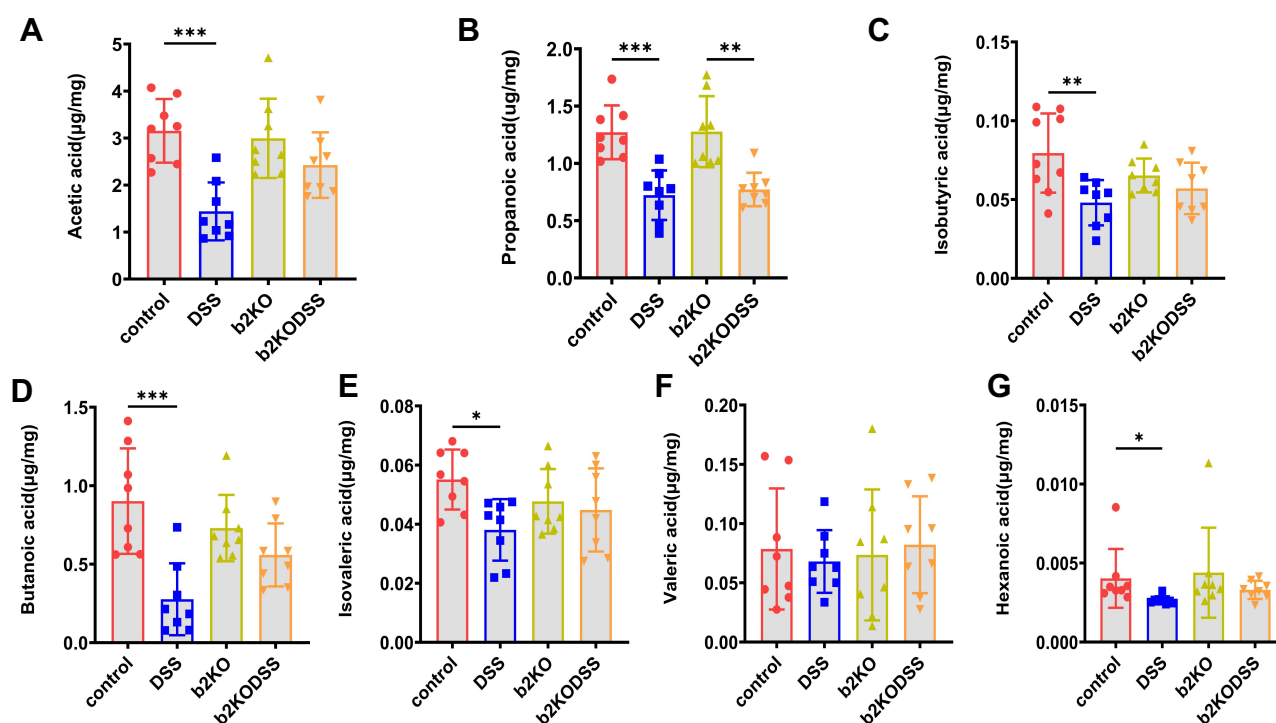 A
Acetic acid(µg/mg)
5
4
3
2
1
0
***
control
DSS
b2KO
b2KODSS
B
Propanoic acid(ug/mg)
2.0
1.5
1.0
0.5
0.0
***
**
control
DSS
b2KO
b2KODSS
C
Isobutyric acid(µg/mg)
0.15
0.10
0.05
0.00
**
control
DSS
b2KO
b2KODSS
D
Butanoic acid(µg/mg)
1.5
1.0
0.5
0.0
***
control
DSS
b2KO
b2KODSS
E
Isovaleric acid(µg/mg)
0.08
0.06
0.04
0.02
0.00
*
control
DSS
b2KO
b2KODSS
F
Valeric acid(µg/mg)
0.20
0.15
0.10
0.05
0.00
control
DSS
b2KO
b2KODSS
G
Hexanoic acid(µg/mg)
0.015
0.010
0.005
0.000
*
control
DSS
b2KO
b2KODSS